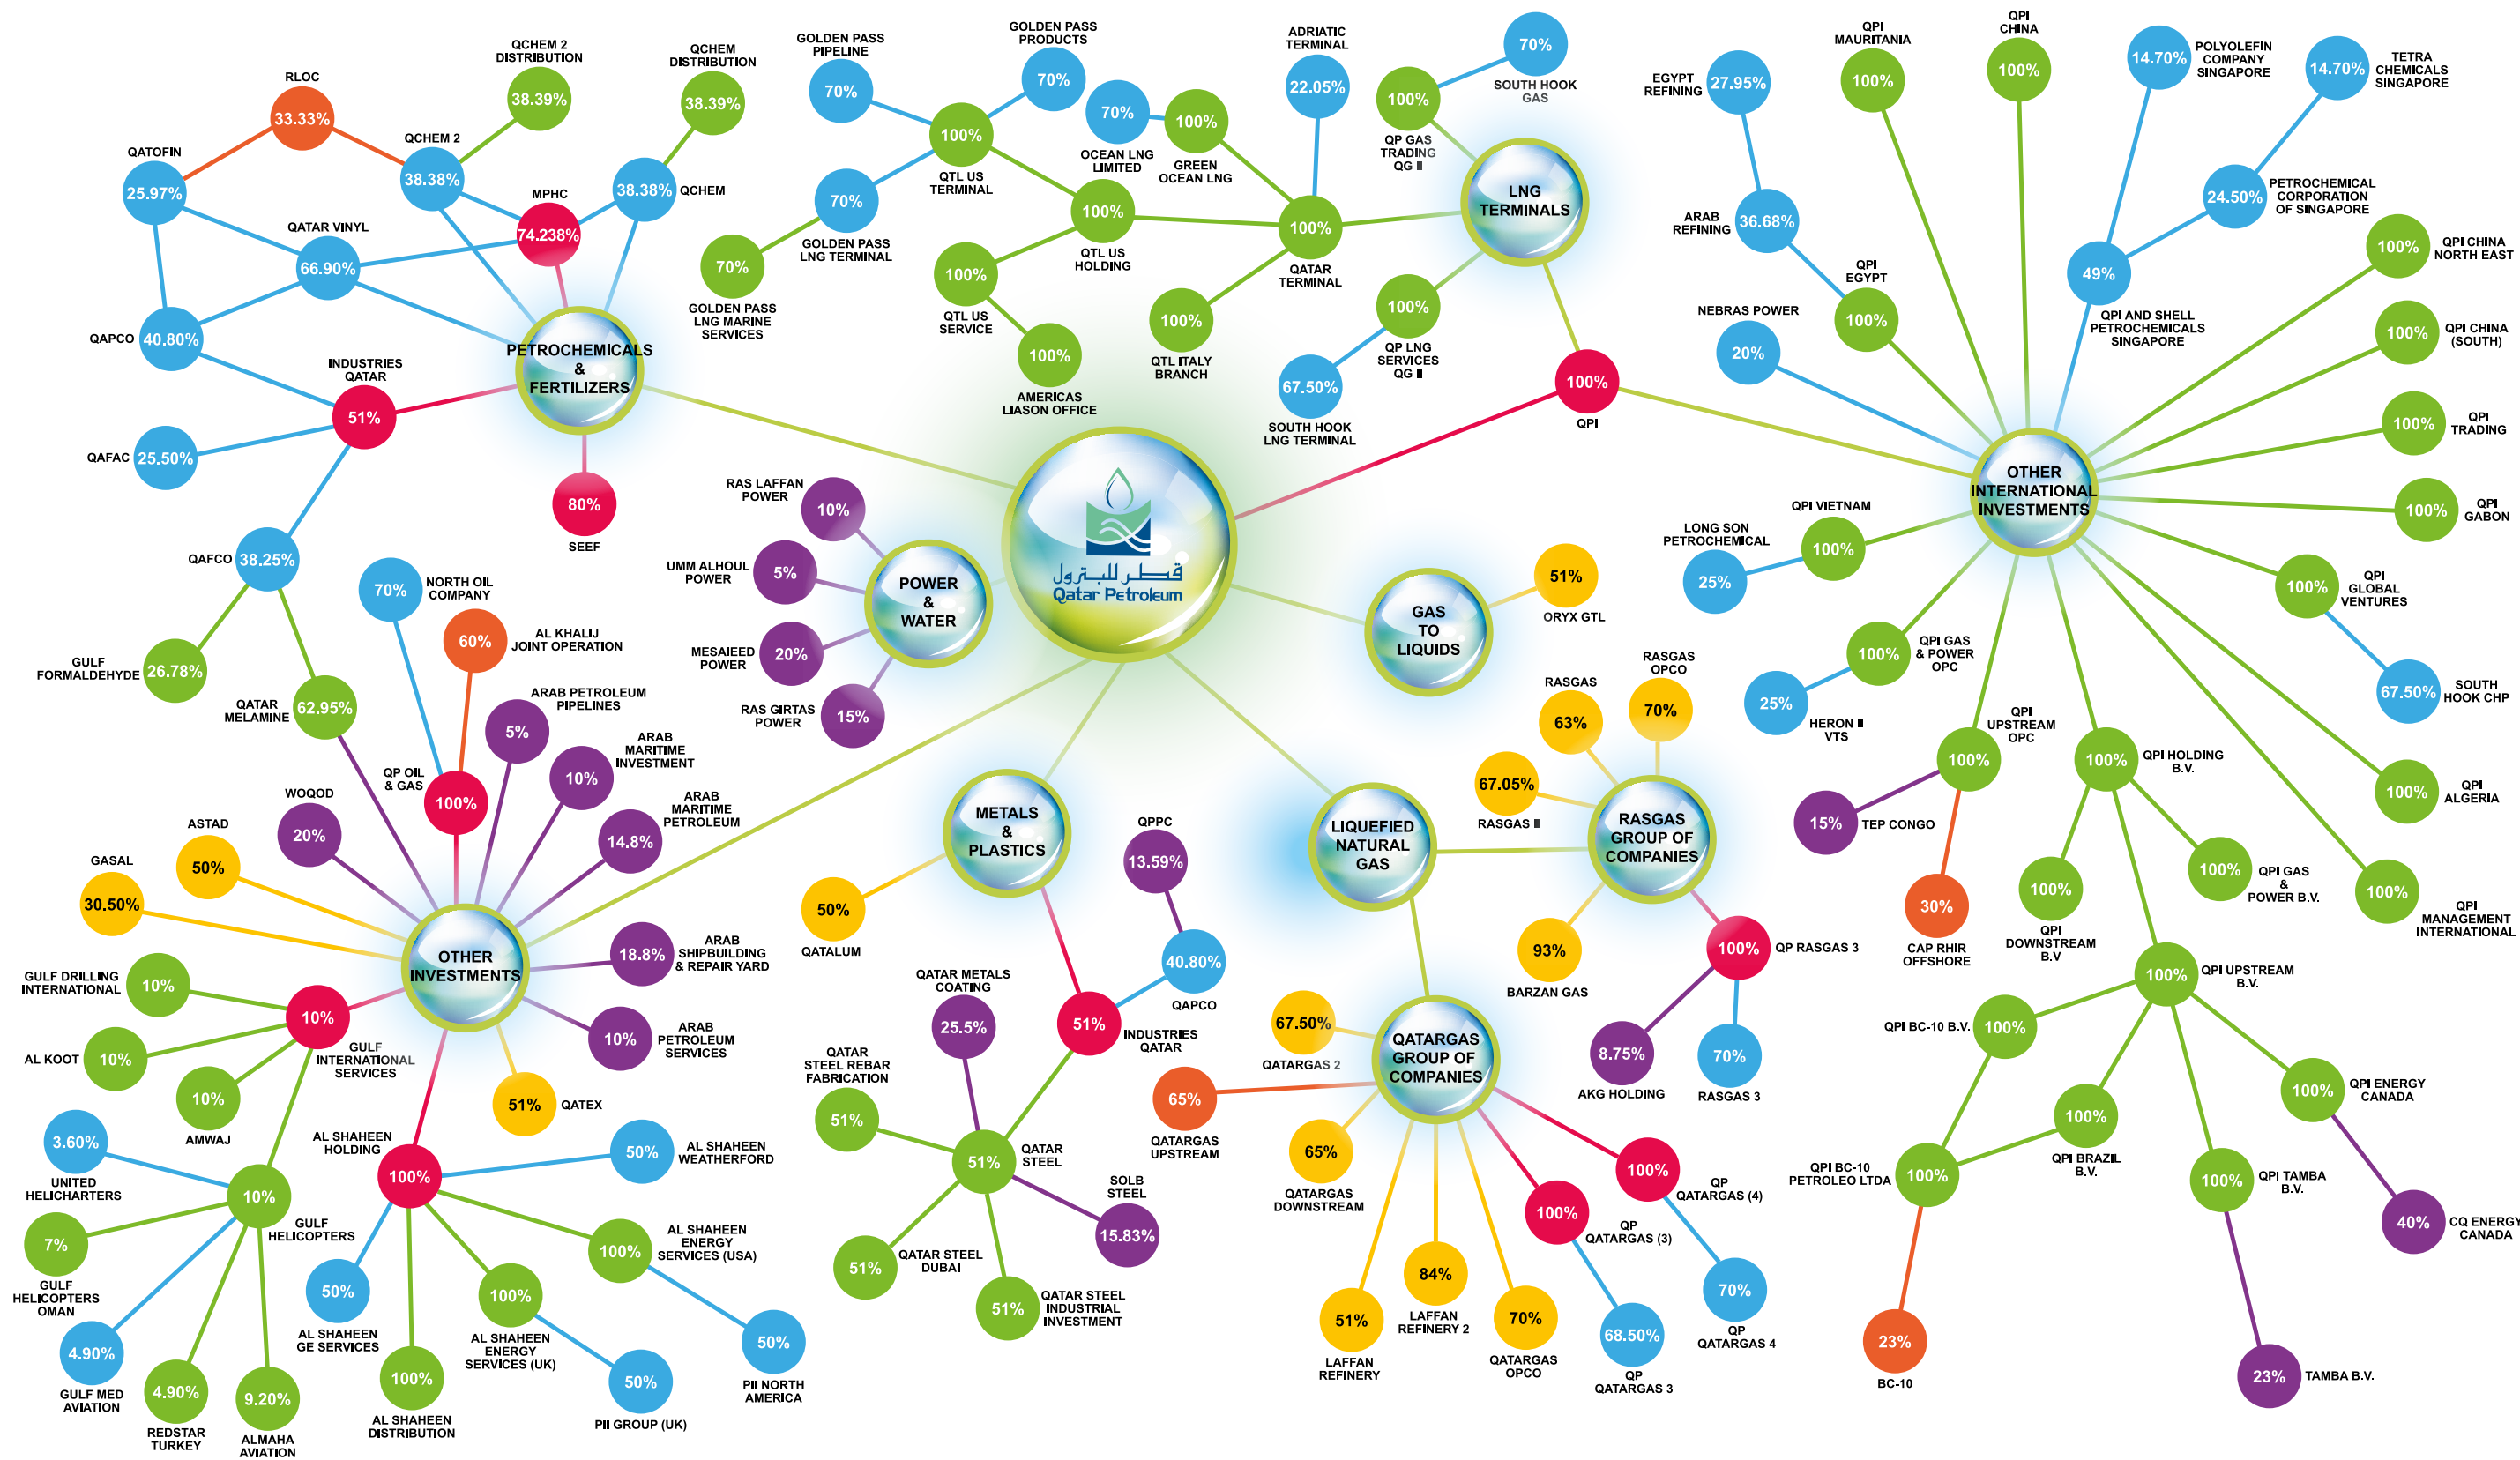 QCHEM 2
DISTRIBUTION
38.39%
QCHEM
DISTRIBUTION
38.39%
RLOC
33.33%
QCHEM 2
38.38%
QATOFIN
25.97%
MPHC
74.238%
38.38%
QCHEM
QATAR VINYL
66.90%
QAPCO
40.80%
PETROCHEMICALS
&
FERTILIZERS
INDUSTRIES
QATAR
51%
QAFAC
25.50%
80%
SEEF
QAFCO
38.25%
GULF
FORMALDEHYDE
26.78%
QATAR
MELAMINE
62.95%
GOLDEN PASS
PIPELINE
70%
GOLDEN PASS
PRODUCTS
70%
100%
QTL US
TERMINAL
70%
GOLDEN PASS
LNG TERMINAL
70%
GOLDEN PASS
LNG MARINE
SERVICES
70%
OCEAN LNG
LIMITED
100%
GREEN
OCEAN LNG
ADRIATIC
TERMINAL
22.05%
100%
QTL US
HOLDING
100%
QATAR
TERMINAL
100%
QTL US
SERVICE
100%
AMERICAS
LIASON OFFICE
100%
QTL ITALY
BRANCH
70%
SOUTH HOOK
GAS
100%
QP GAS
TRADING
QG II
LNG
TERMINALS
100%
QP LNG
SERVICES
QG II
67.50%
SOUTH HOOK
LNG TERMINAL
100%
QPI
QPI
MAURITANIA
100%
QPI
CHINA
100%
EGYPT
REFINING
27.95%
ARAB
REFINING
36.68%
QPI
EGYPT
100%
NEBRAS POWER
20%
14.70%
POLYOLEFIN
COMPANY
SINGAPORE
14.70%
TETRA
CHEMICALS
SINGAPORE
24.50%
PETROCHEMICAL
CORPORATION
OF SINGAPORE
49%
QPI AND SHELL
PETROCHEMICALS
SINGAPORE
100%
QPI CHINA
NORTH EAST
100%
QPI CHINA
(SOUTH)
100%
QPI
TRADING
100%
QPI
GABON
OTHER
INTERNATIONAL
INVESTMENTS
QPI VIETNAM
100%
LONG SON
PETROCHEMICAL
25%
100%
QPI GAS
& POWER
OPC
25%
HERON II
VTS
100%
QPI
GLOBAL
VENTURES
67.50%
SOUTH
HOOK CHP
QPI
UPSTREAM
OPC
100%
15%
TEP CONGO
30%
CAP RHIR
OFFSHORE
100%
QPI HOLDING
B.V.
100%
QPI
DOWNSTREAM
B.V
100%
QPI GAS
&
POWER B.V.
100%
QPI
ALGERIA
100%
QPI
MANAGEMENT
INTERNATIONAL
100%
QPI UPSTREAM
B.V.
QPI BC-10 B.V.
100%
QPI BC-10
PETROLEO LTDA
100%
23%
BC-10
100%
QPI BRAZIL
B.V.
100%
QPI TAMBA
B.V.
23%
TAMBA B.V.
100%
QPI ENERGY
CANADA
40%
CQ ENERGY
CANADA
قطر للبترول
Qatar Petroleum
RAS LAFFAN
POWER
10%
UMM ALHOUL
POWER
5%
MESAIEED
POWER
20%
RAS GIRTAS
POWER
15%
POWER
&
WATER
GAS
TO
LIQUIDS
51%
ORYX GTL
METALS
&
PLASTICS
50%
QATALUM
QPPC
13.59%
40.80%
QAPCO
51%
INDUSTRIES
QATAR
QATAR METALS
COATING
25.5%
QATAR
STEEL REBAR
FABRICATION
51%
51%
QATAR
STEEL
SOLB
STEEL
15.83%
51%
QATAR STEEL
DUBAI
51%
QATAR STEEL
INDUSTRIAL
INVESTMENT
LIQUEFIED
NATURAL
GAS
RASGAS
GROUP OF
COMPANIES
RASGAS
63%
RASGAS
OPCO
70%
67.05%
RASGAS II
93%
BARZAN GAS
100%
QP RASGAS 3
8.75%
AKG HOLDING
70%
RASGAS 3
QATARGAS
GROUP OF
COMPANIES
67.50%
QATARGAS 2
65%
QATARGAS
UPSTREAM
65%
QATARGAS
DOWNSTREAM
51%
LAFFAN
REFINERY
84%
LAFFAN
REFINERY 2
70%
QATARGAS
OPCO
100%
QP
QATARGAS (3)
68.50%
QP
QATARGAS 3
100%
QP
QATARGAS (4)
70%
QP
QATARGAS 4
OTHER
INVESTMENTS
70%
NORTH OIL
COMPANY
60%
AL KHALIJ
JOINT OPERATION
QP OIL
& GAS
100%
5%
ARAB PETROLEUM
PIPELINES
10%
ARAB
MARITIME
INVESTMENT
14.8%
ARAB
MARITIME
PETROLEUM
18.8%
ARAB
SHIPBUILDING
& REPAIR YARD
10%
ARAB
PETROLEUM
SERVICES
51%
QATEX
WOQOD
20%
ASTAD
50%
GASAL
30.50%
GULF DRILLING
INTERNATIONAL
10%
AL KOOT
10%
10%
AMWAJ
10%
GULF
INTERNATIONAL
SERVICES
3.60%
UNITED
HELICHARTERS
10%
GULF
HELICOPTERS
7%
GULF
HELICOPTERS
OMAN
4.90%
GULF MED
AVIATION
4.90%
REDSTAR
TURKEY
9.20%
ALMAHA
AVIATION
AL SHAHEEN
HOLDING
100%
50%
AL SHAHEEN
WEATHERFORD
50%
AL SHAHEEN
GE SERVICES
100%
AL SHAHEEN
DISTRIBUTION
100%
AL SHAHEEN
ENERGY
SERVICES (UK)
50%
PII GROUP (UK)
100%
AL SHAHEEN
ENERGY
SERVICES (USA)
50%
PII NORTH
AMERICA